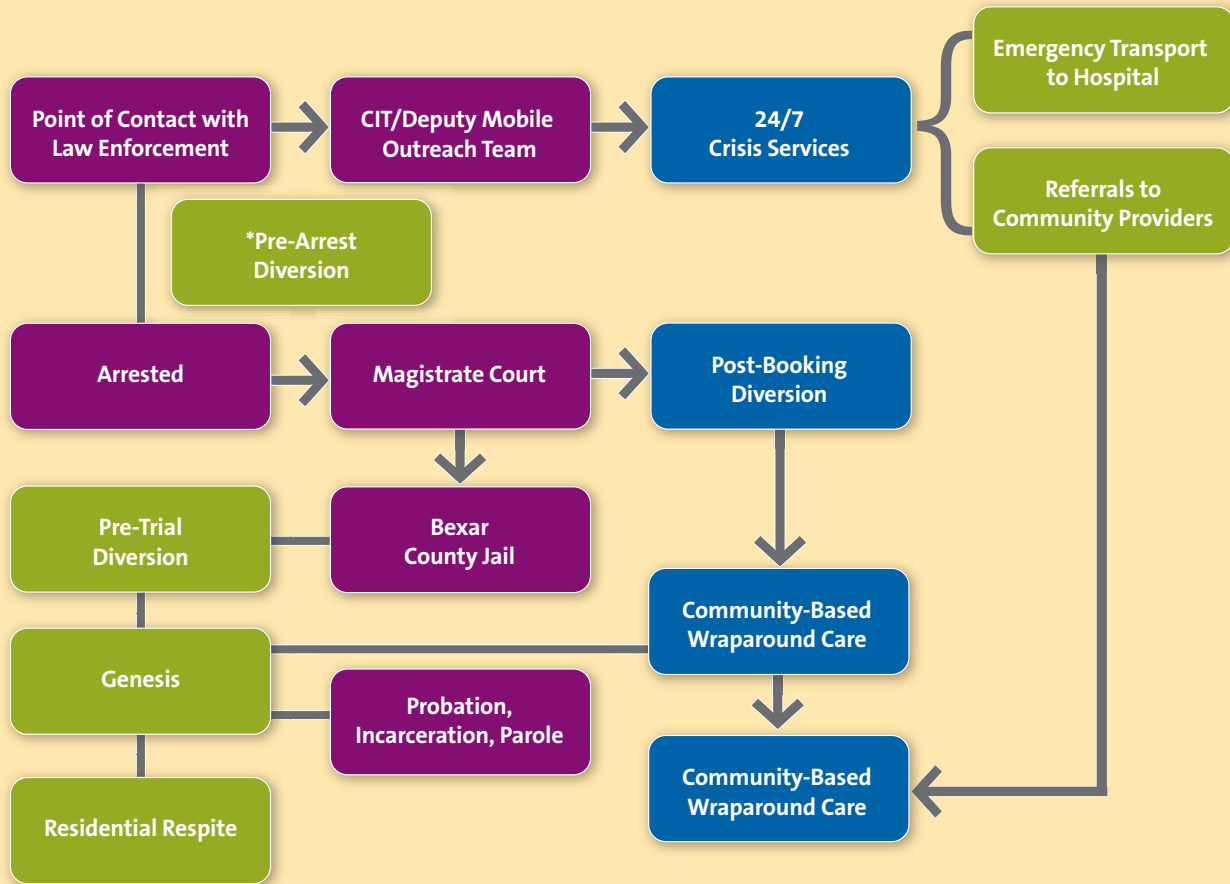 Emergency Transport
to Hospital
Point of Contact with
Law Enforcement
CIT/Deputy Mobile
Outreach Team
24/7
Crisis Services
Referrals to
Community Providers
*Pre-Arrest
Diversion
Arrested
Magistrate Court
Post-Booking
Diversion
Pre-Trial
Diversion
Bexar
County Jail
Community-Based
Wraparound Care
Genesis
Probation,
Incarceration, Parole
Community-Based
Wraparound Care
Residential Respite